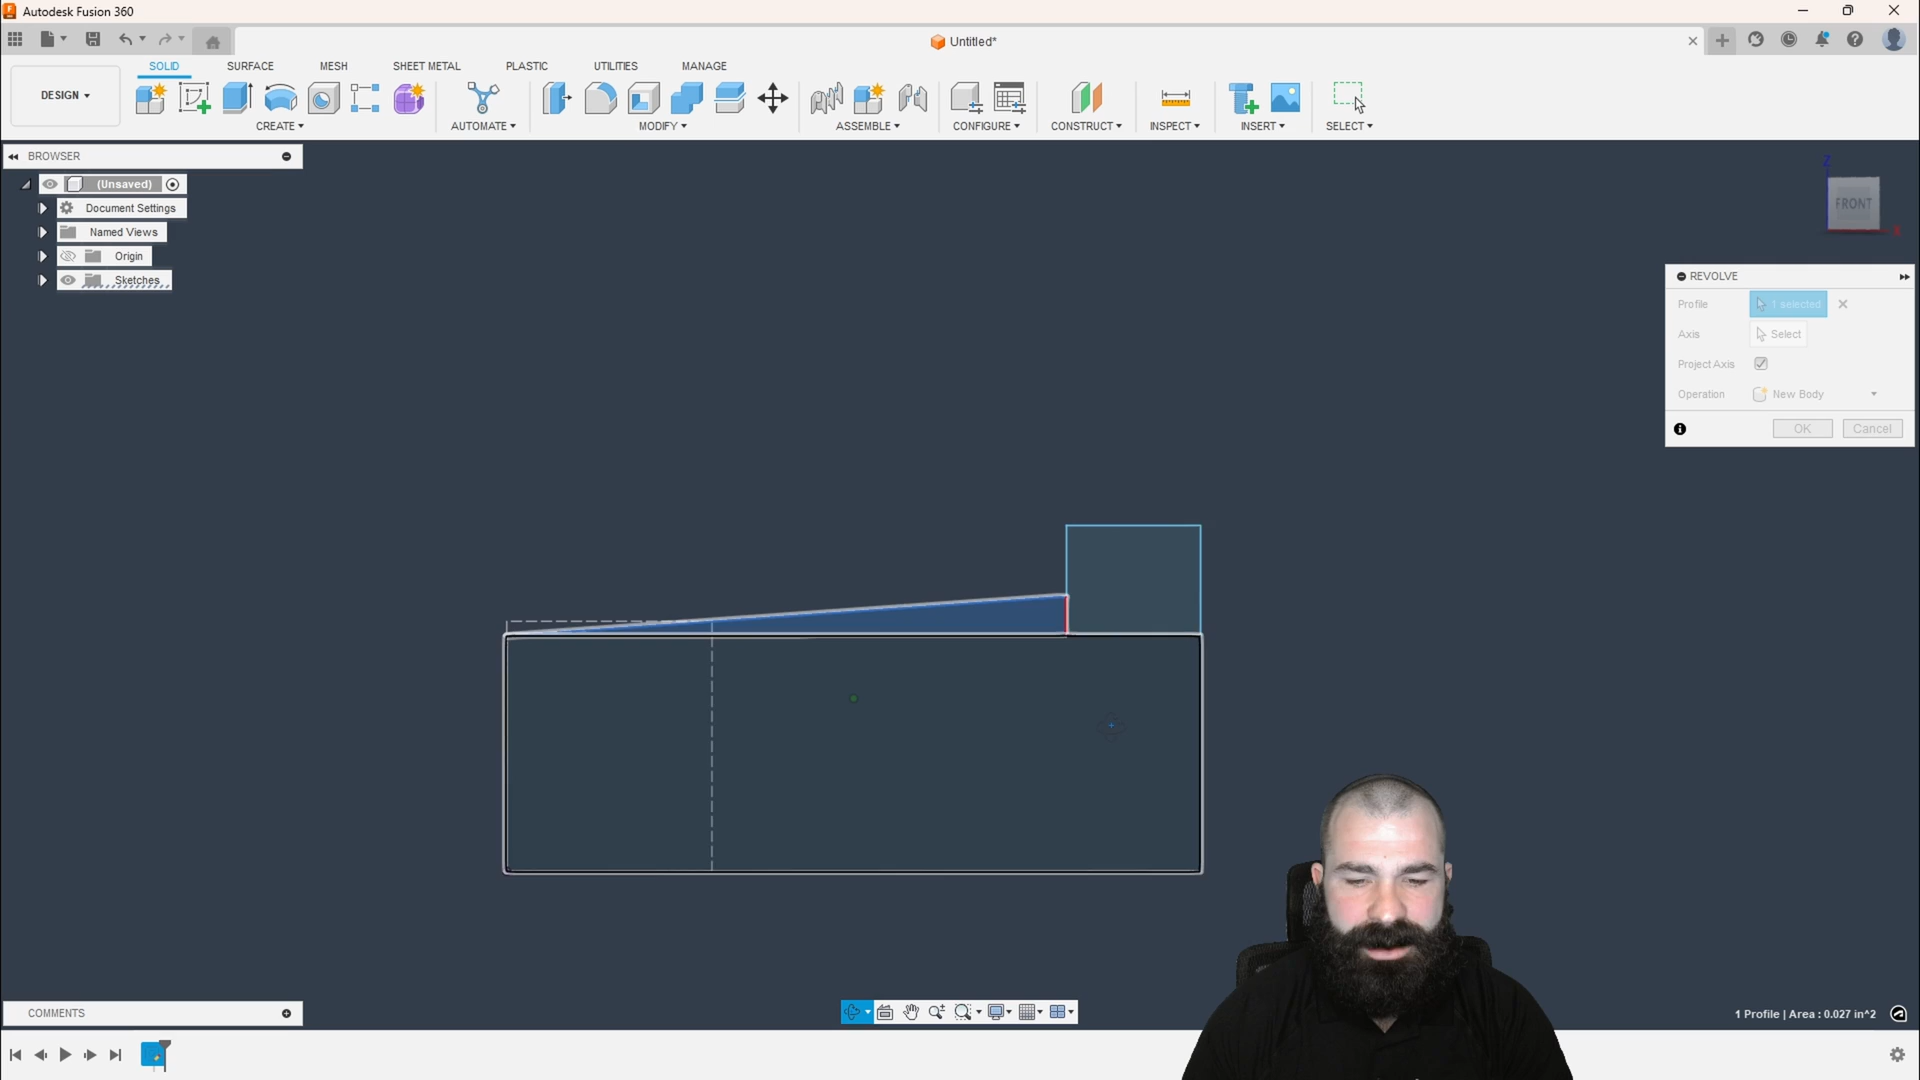 Autodesk Fusion 360
Untitled*
DESIGN
SOLID
SURFACE
MESH
SHEET METAL
PLASTIC
UTILITIES
MANAGE
CREATE
AUTOMATE
MODIFY
ASSEMBLE
CONFIGURE
CONSTRUCT
INSPECT
INSERT
SELECT
BROWSER
(Unsaved)
Document Settings
Named Views
Origin
Sketches
Z
FRONT
X
REVOLVE
Profile 1 selected
Axis Select
Project Axis
Operation New Body
OK Cancel
COMMENTS
1 Profile | Area : 0.027 in^2